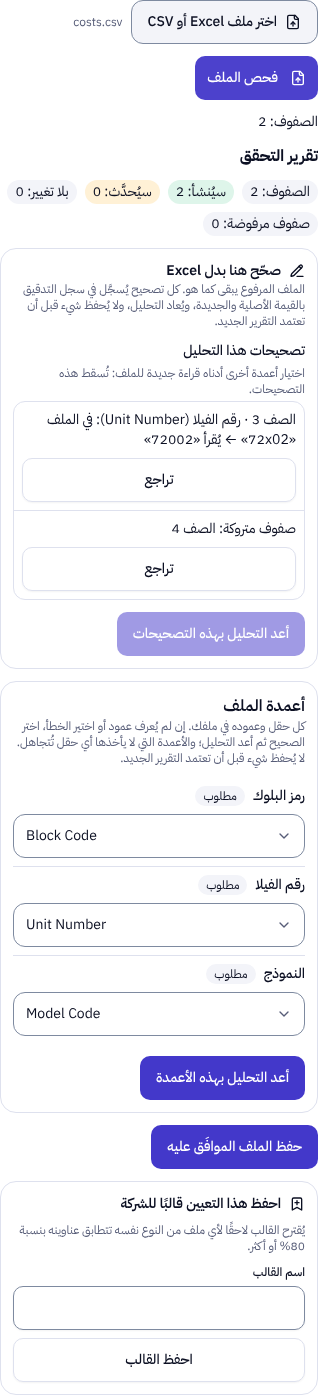 اختر ملف Excel أو CSV
costs.csv
فحص الملف
الصفوف: 2
تقرير التحقق
الصفوف: 2
سيُنشأ: 2
سيُحدَّث: 0
بلا تغيير: 0
صفوف مرفوضة: 0
صحّح هنا بدل Excel
الملف المرفوع يبقى كما هو. كل تصحيح يُسجَّل في سجل التدقيق
بالقيمة الأصلية والجديدة، ويُعاد التحليل، ولا يُحفظ شيء قبل أن
تعتمد التقرير الجديد.
تصحيحات هذا التحليل
اختيار أعمدة أخرى أدناه قراءة جديدة للملف: تُسقط هذه
التصحيحات.
الصف 3 · رقم الفيلا (Unit Number): في الملف
«72x02» ← يُقرأ «72002»
تراجع
صفوف متروكة: الصف 4
تراجع
أعد التحليل بهذه التصحيحات
أعمدة الملف
كل حقل وعموده في ملفك. إن لم يُعرف عمود أو اختير الخطأ، اختر
الصحيح ثم أعد التحليل؛ والأعمدة التي لا يأخذها أي حقل تُتجاهل.
لا يُحفظ شيء قبل أن تعتمد التقرير الجديد.
رمز البلوك
مطلوب
Block Code
رقم الفيلا
مطلوب
Unit Number
النموذج
مطلوب
Model Code
أعد التحليل بهذه الأعمدة
حفظ الملف الموافَق عليه
احفظ هذا التعيين قالبًا للشركة
يُقترح القالب لاحقًا لأي ملف من النوع نفسه تتطابق عناوينه بنسبة
80% أو أكثر.
اسم القالب
احفظ القالب